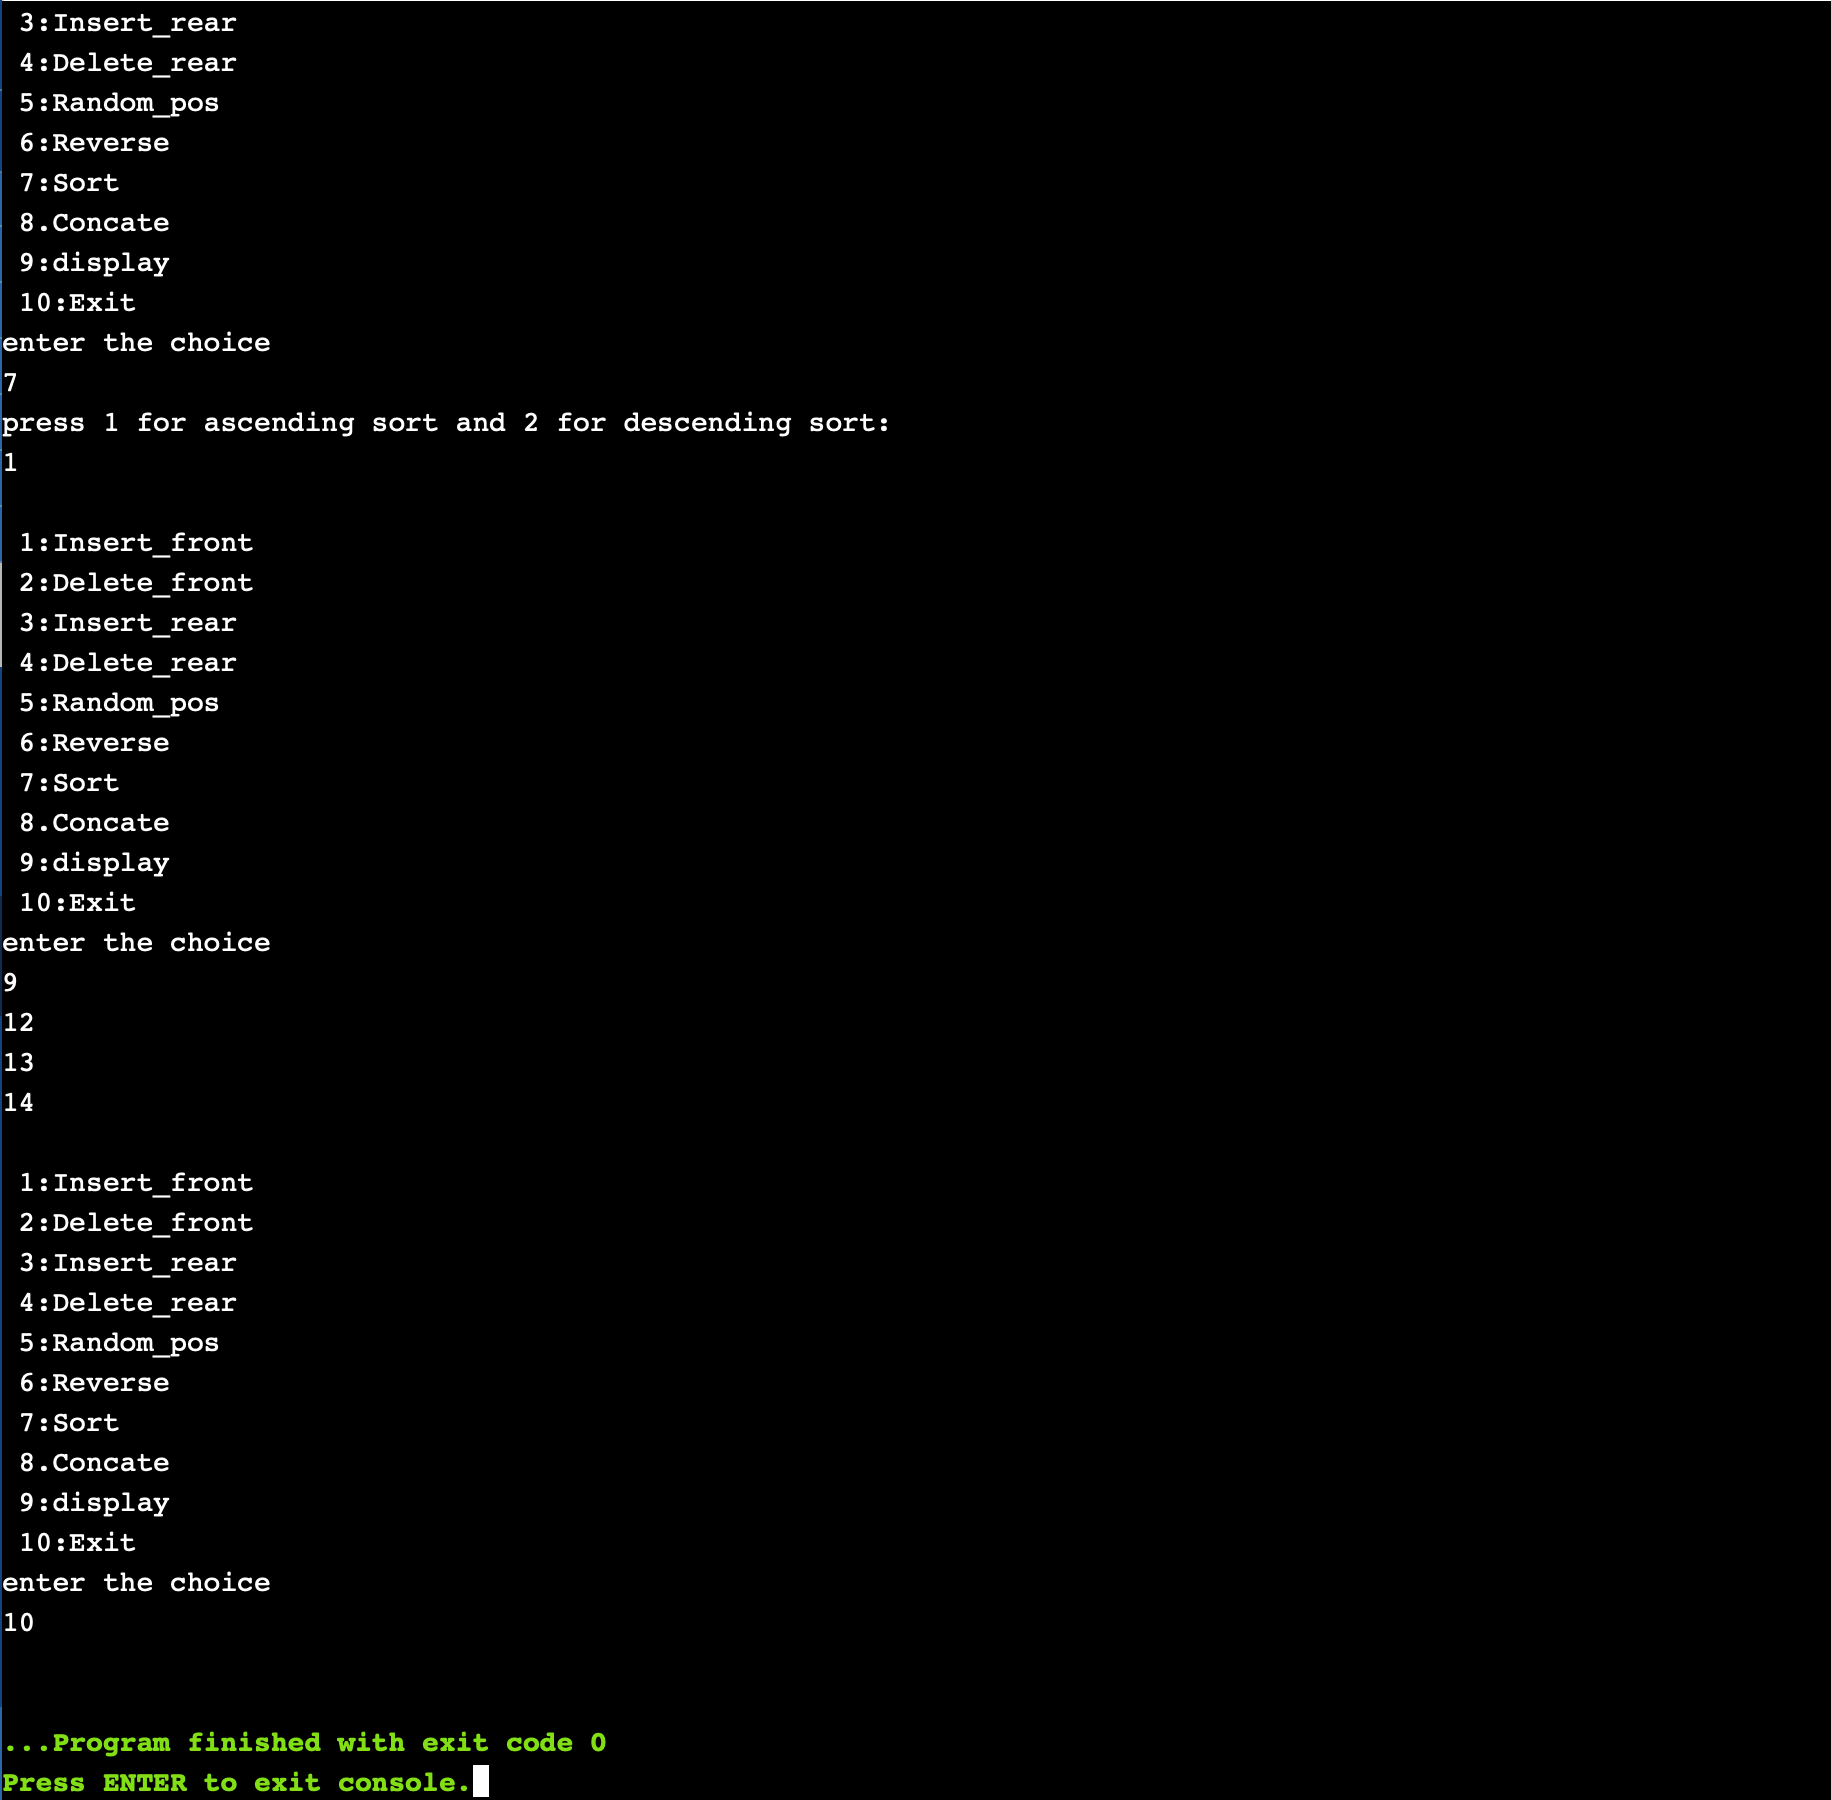 3:Insert_rear
4:Delete_rear
5:Random_pos
6:Reverse
7:Sort
8.Concate
9:display
10:Exit
enter the choice
7
press 1 for ascending sort and 2 for descending sort:
1
1:Insert_front
2:Delete_front
3:Insert_rear
4:Delete_rear
5:Random_pos
6:Reverse
7:Sort
8.Concate
9:display
10:Exit
enter the choice
9
12
13
14
1:Insert_front
2:Delete_front
3:Insert_rear
4:Delete_rear
5:Random_pos
6:Reverse
7:Sort
8.Concate
9:display
10:Exit
enter the choice
10
...Program finished with exit code 0
Press ENTER to exit console.